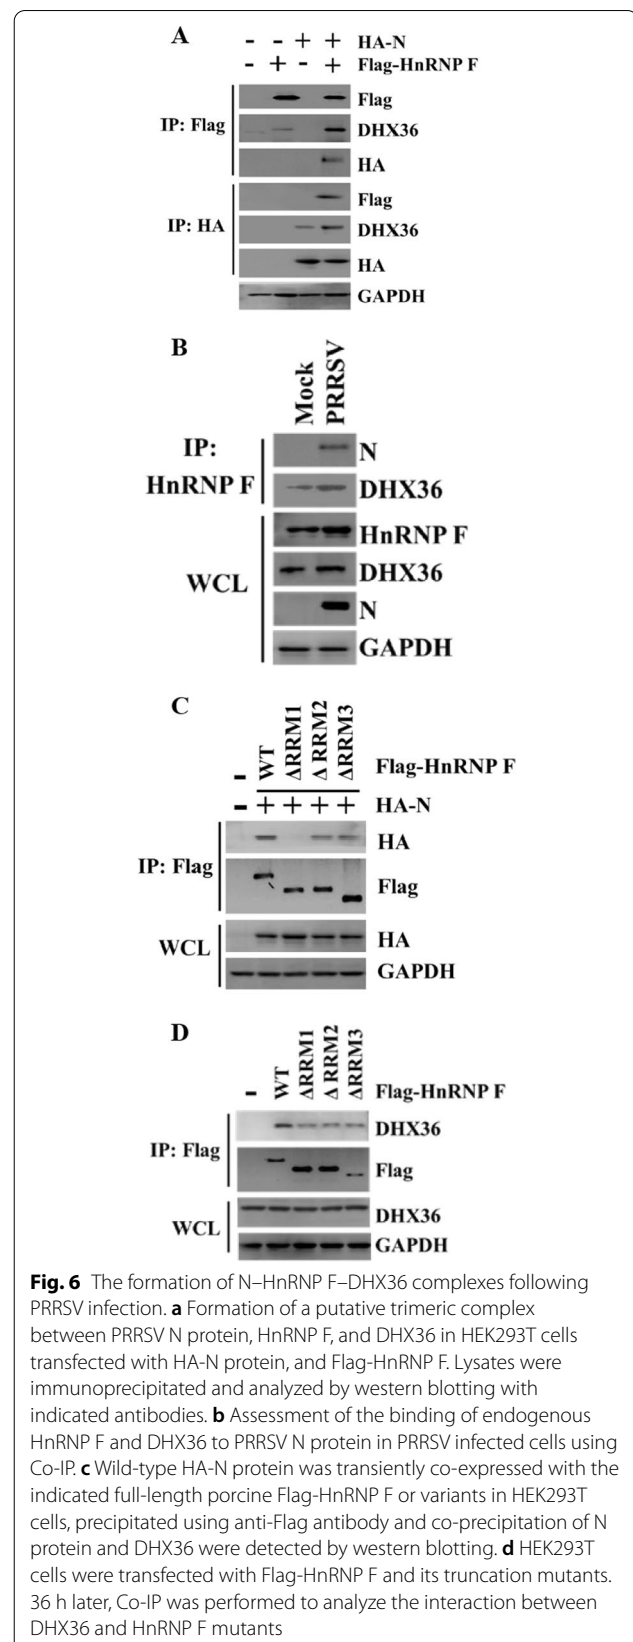 A
- - + + HA-N
- + - + Flag-HnRNP F
IP: Flag
Flag
DHX36
HA
IP: HA
Flag
DHX36
HA
GAPDH
B
Mock
PRRSV
IP:
HnRNP F
N
DHX36
WCL
HnRNP F
DHX36
N
GAPDH
C
- WT ΔRRM1 Δ RRM2 ΔRRM3 Flag-HnRNP F
- + + + + HA-N
IP: Flag
HA
Flag
WCL
HA
GAPDH
D
- WT ΔRRM1 Δ RRM2 ΔRRM3 Flag-HnRNP F
IP: Flag
DHX36
Flag
WCL
DHX36
GAPDH
Fig. 6 The formation of N–HnRNP F–DHX36 complexes following
PRRSV infection. a Formation of a putative trimeric complex
between PRRSV N protein, HnRNP F, and DHX36 in HEK293T cells
transfected with HA-N protein, and Flag-HnRNP F. Lysates were
immunoprecipitated and analyzed by western blotting with
indicated antibodies. b Assessment of the binding of endogenous
HnRNP F and DHX36 to PRRSV N protein in PRRSV infected cells using
Co-IP. c Wild-type HA-N protein was transiently co-expressed with the
indicated full-length porcine Flag-HnRNP F or variants in HEK293T
cells, precipitated using anti-Flag antibody and co-precipitation of N
protein and DHX36 were detected by western blotting. d HEK293T
cells were transfected with Flag-HnRNP F and its truncation mutants.
36 h later, Co-IP was performed to analyze the interaction between
DHX36 and HnRNP F mutants